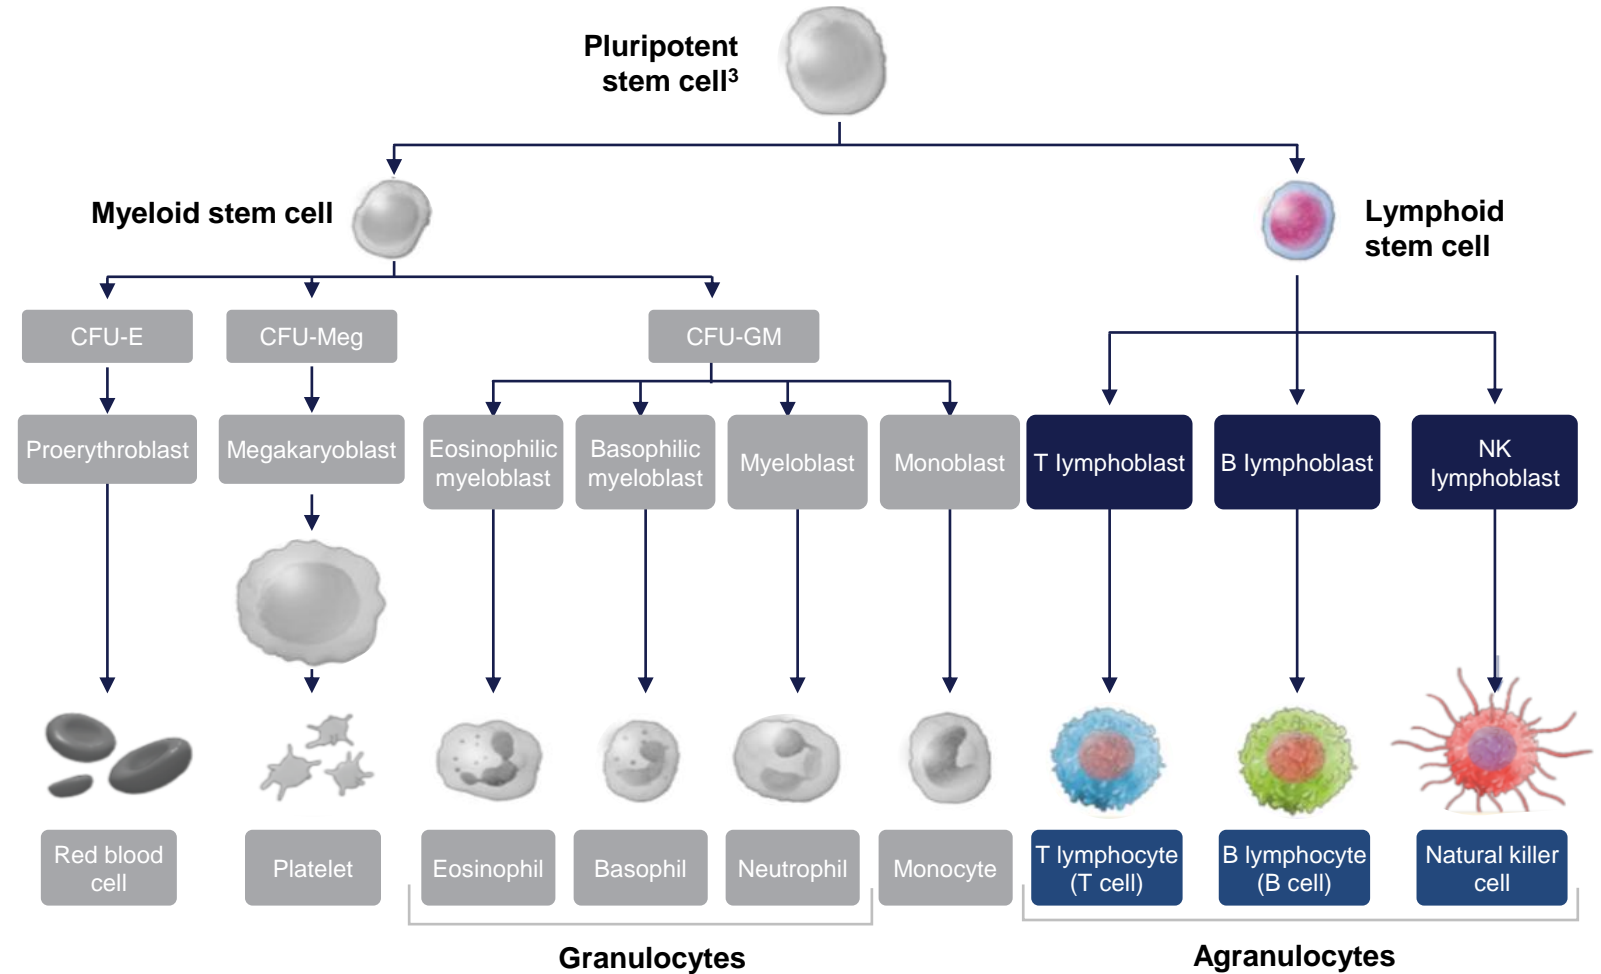 Pluripotent
stem cell³
Myeloid stem cell
Lymphoid
stem cell
CFU-E
CFU-Meg
CFU-GM
Proerythroblast
Megakaryoblast
Eosinophilic
myeloblast
Basophilic
myeloblast
Myeloblast
Monoblast
T lymphoblast
B lymphoblast
NK
lymphoblast
Red blood
cell
Platelet
Eosinophil
Basophil
Neutrophil
Monocyte
T lymphocyte
(T cell)
B lymphocyte
(B cell)
Natural killer
cell
Granulocytes
Agranulocytes